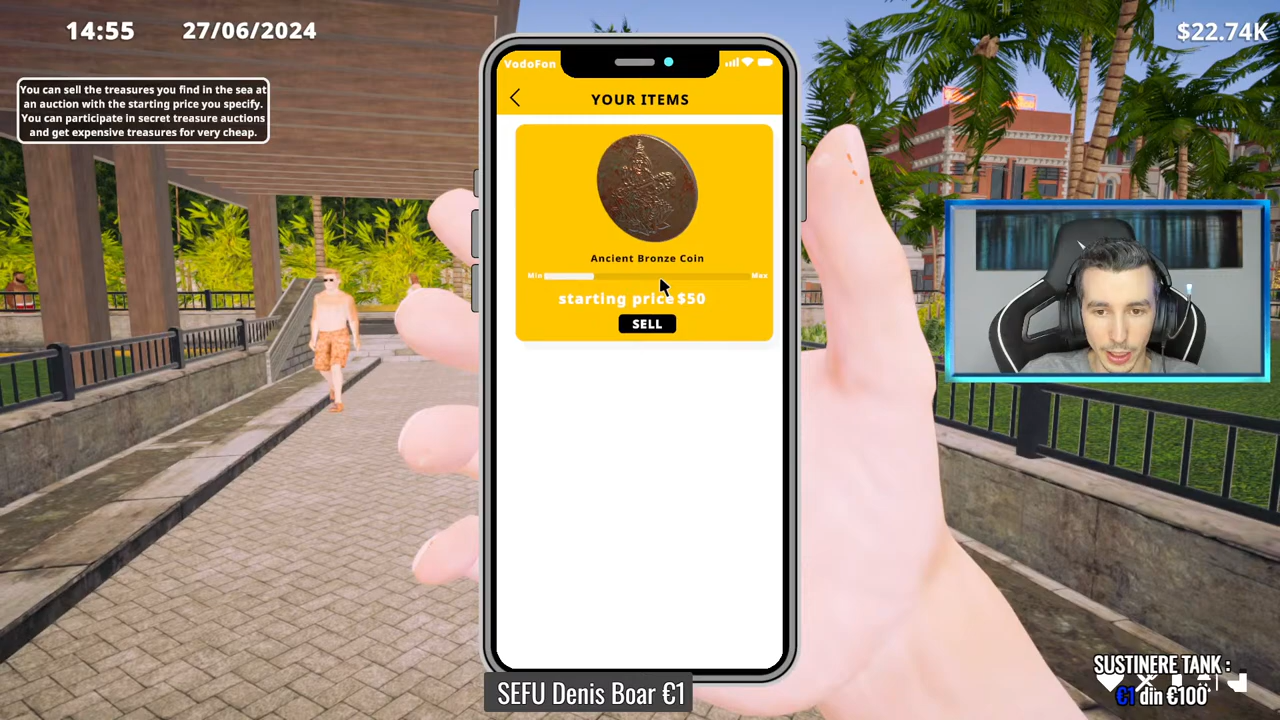 14:55
27/06/2024
$22.74K
You can sell the treasures you find in the sea at
an auction with the starting price you specify.
You can participate in secret treasure auctions
and get expensive treasures for very cheap.
VodoFon
YOUR ITEMS
Ancient Bronze Coin
Min
Max
starting price $50
SELL
SEFU Denis Boar €1
SUSTINERE TANK :
€1 din €100